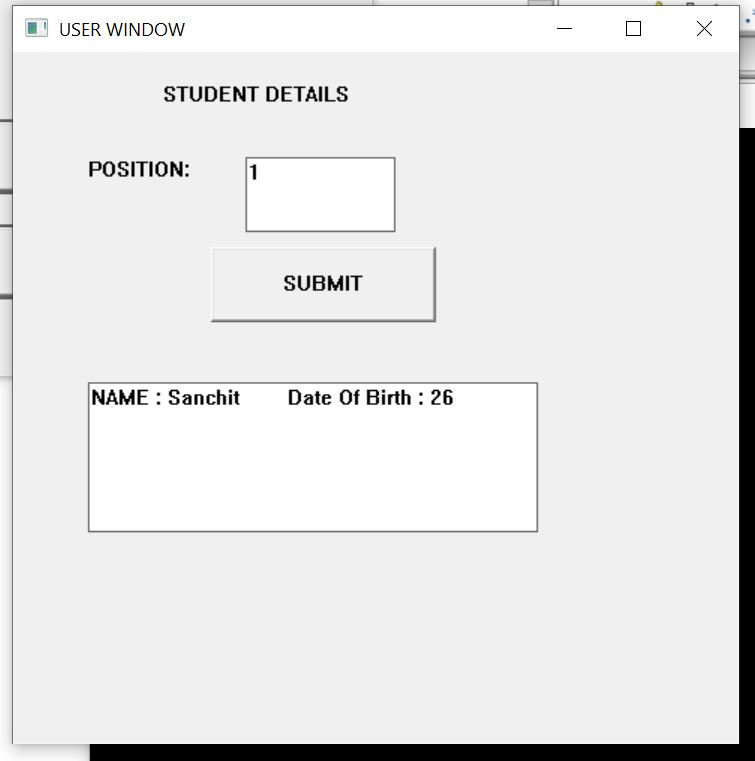 USER WINDOW
STUDENT DETAILS
POSITION: 1
SUBMIT
NAME : Sanchit Date Of Birth : 26